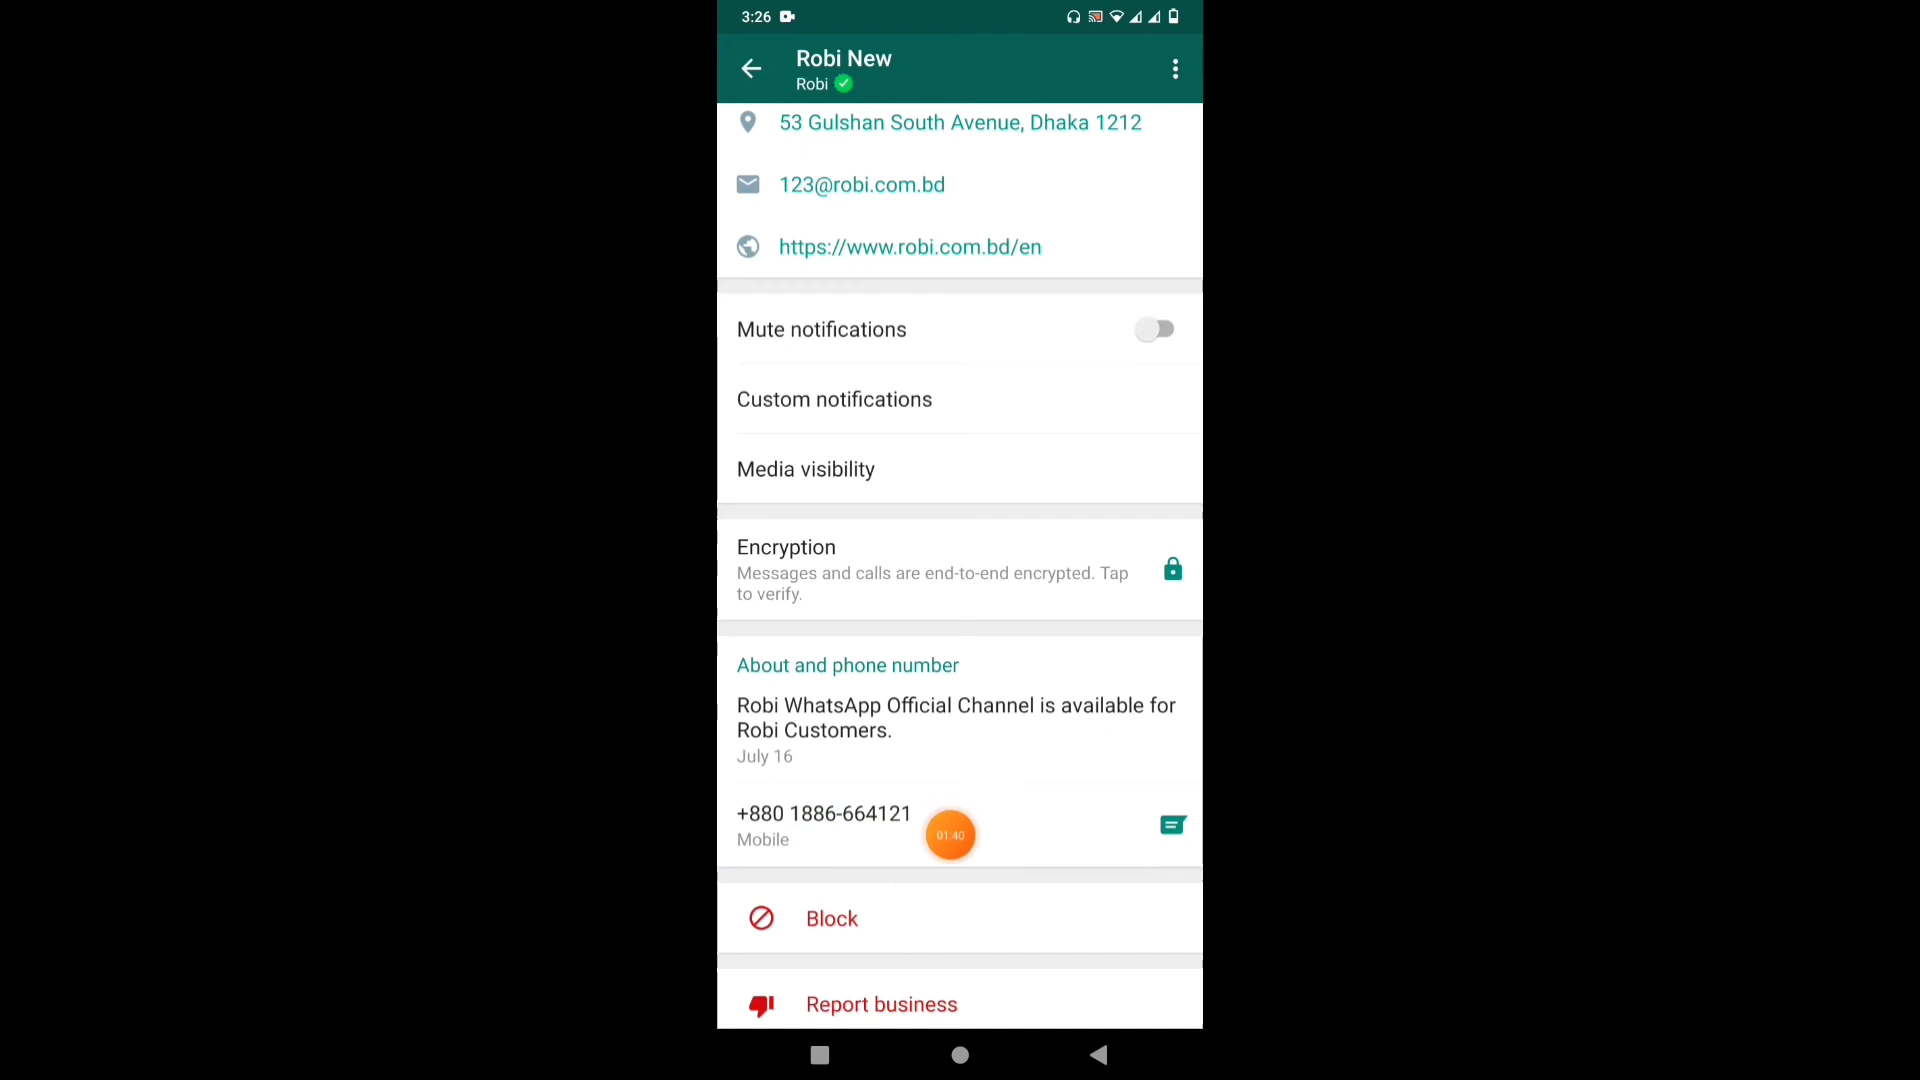 3:26
Robi New
Robi
53 Gulshan South Avenue, Dhaka 1212
123@robi.com.bd
https://www.robi.com.bd/en
Mute notifications
Custom notifications
Media visibility
Encryption
Messages and calls are end-to-end encrypted. Tap
to verify.
About and phone number
Robi WhatsApp Official Channel is available for
Robi Customers.
July 16
+880 1886-664121
Mobile
01:40
Block
Report business